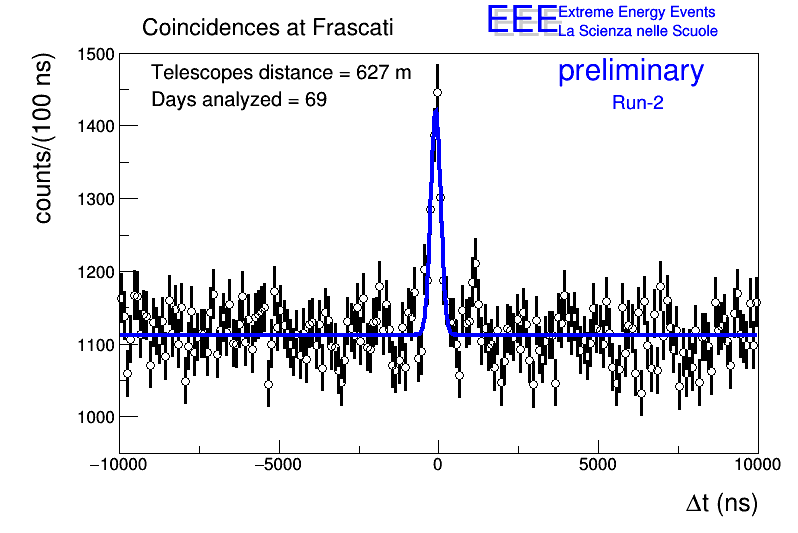 Coincidences at Frascati
EEE
Extreme Energy Events
La Scienza nelle Scuole
Telescopes distance = 627 m
Days analyzed = 69
preliminary
Run-2
counts/(100 ns)
1500
1400
1300
1200
1100
1000
−10000 −5000 0 5000 10000
Δt (ns)